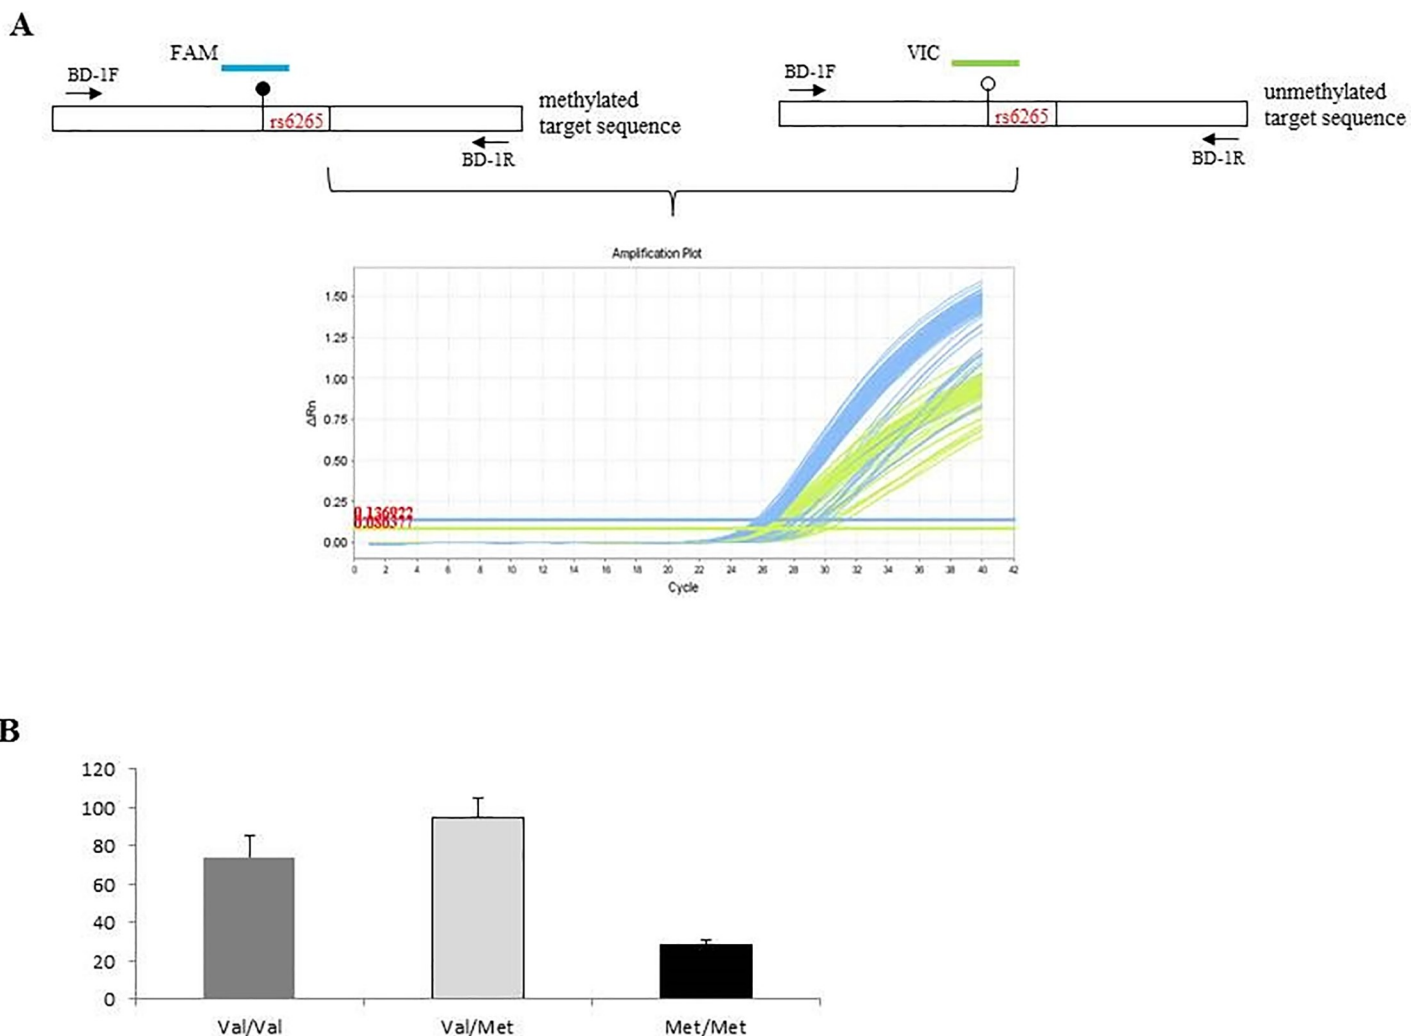 A
FAM
BD-1F
rs6265
BD-1R
methylated
target sequence
VIC
BD-1F
rs6265
BD-1R
unmethylated
target sequence
Amplification Plot
ΔRn
1.50
1.25
1.00
0.75
0.50
0.25
0.00
0.136922
0.086377
0 2 4 6 8 10 12 14 16 18 20 22 24 26 28 30 32 34 36 38 40 42
Cycle
B
120
100
80
60
40
20
0
Val/Val Val/Met Met/Met